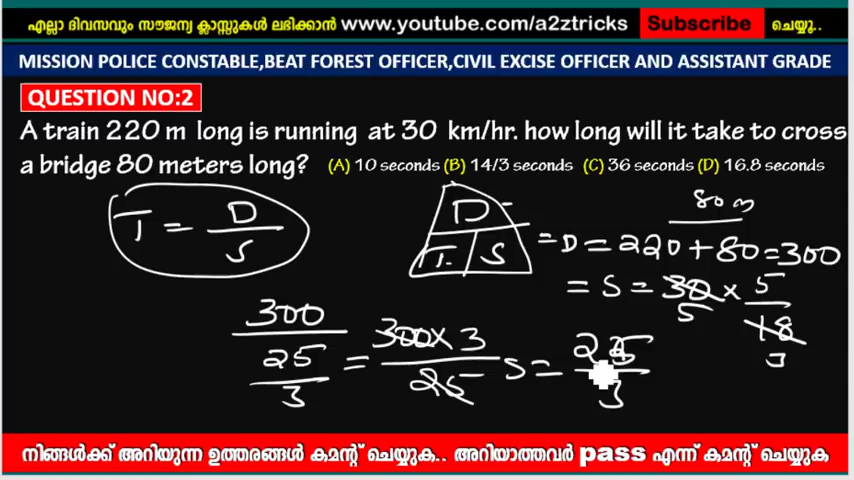 എല്ലാ ദിവസവും സൗജന്യ ക്ലാസ്സുകൾ ലഭിക്കാൻ www.youtube.com/a2ztricks Subscribe ചെയ്യൂ..
MISSION POLICE CONSTABLE,BEAT FOREST OFFICER,CIVIL EXCISE OFFICER AND ASSISTANT GRADE
QUESTION NO:2
A train 220 m long is running at 30 km/hr. how long will it take to cross
a bridge 80 meters long? (A) 10 seconds (B) 14/3 seconds (C) 36 seconds (D) 16.8 seconds
80 m
T = D/S
D
T S
= D = 220 + 80 = 300
= S = 30 × 5/18
5 3
300/(25/3) = 300 × 3/25
S = 25/3
നിങ്ങൾക്ക് അറിയുന്ന ഉത്തരങ്ങൾ കമന്റ് ചെയ്യുക.. അറിയാത്തവർ pass എന്ന് കമന്റ് ചെയ്യുക